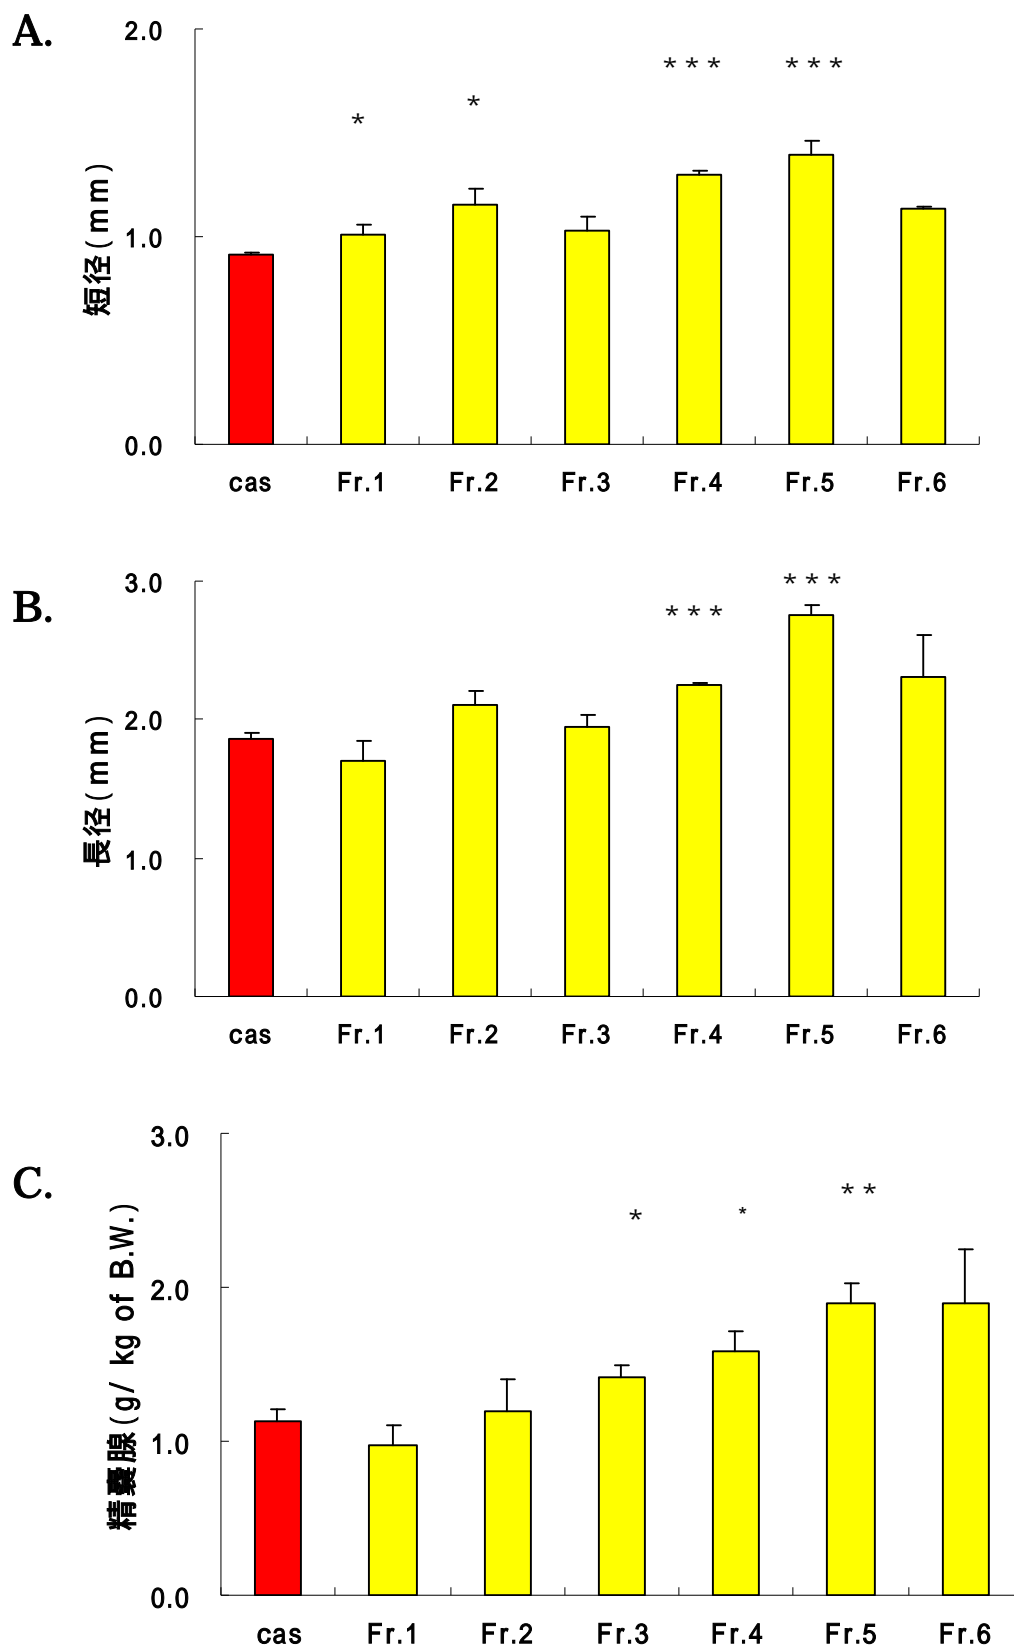 A.
短径(mm)
2.0
1.0
0.0
*
*
***
***
cas Fr.1 Fr.2 Fr.3 Fr.4 Fr.5 Fr.6
B.
長径(mm)
3.0
2.0
1.0
0.0
***
***
cas Fr.1 Fr.2 Fr.3 Fr.4 Fr.5 Fr.6
C.
精嚢腺(g/ kg of B.W.)
3.0
2.0
1.0
0.0
*
*
**
cas Fr.1 Fr.2 Fr.3 Fr.4 Fr.5 Fr.6